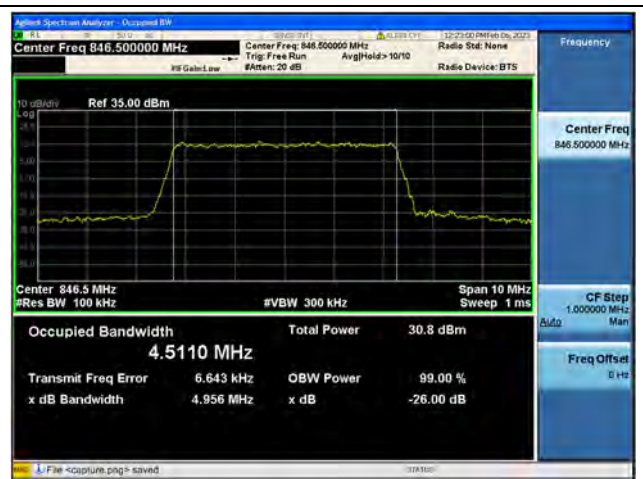 Agilent Spectrum Analyzer - Occupied BW
RL 50 Ω 12:23:00 PM Feb 06, 2023
Center Freq 846.500000 MHz Center Freq: 846.500000 MHz Radio Std: None Frequency
Trig: Free Run Avg|Hold:> 10/10
#IFGain:Low #Atten: 20 dB Radio Device: BTS
10 dB/div Ref 35.00 dBm
Log
Center Freq
846.500000 MHz
5.00
Center 846.5 MHz Span 10 MHz
#Res BW 100 kHz #VBW 300 kHz Sweep 1 ms
CF Step
1.000000 MHz
Auto Man
Occupied Bandwidth Total Power 30.8 dBm
4.5110 MHz
Freq Offset
0 Hz
Transmit Freq Error 6.643 kHz OBW Power 99.00 %
x dB Bandwidth 4.956 MHz x dB -26.00 dB
MSG File <capture.png> saved STATUS